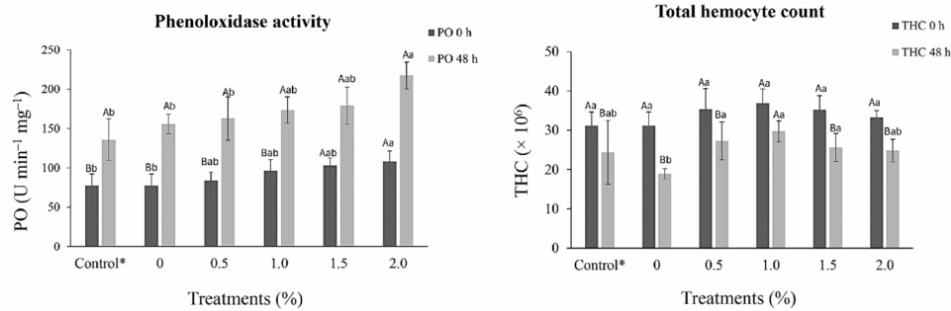 Phenoloxidase activity
PO 0 h
PO 48 h
PO (U min⁻¹ mg⁻¹)
250
200
150
100
50
0
Bb Ab Bb Ab Bab Ab Bab Aab Aab Aab Aa Aa
Control* 0 0.5 1.0 1.5 2.0
Treatments (%)
Total hemocyte count
THC 0 h
THC 48 h
THC (× 10⁶)
50
40
30
20
10
0
Aa Bab Aa Bb Aa Ba Aa Aa Aa Ba Aa Bab
Control* 0 0.5 1.0 1.5 2.0
Treatments (%)